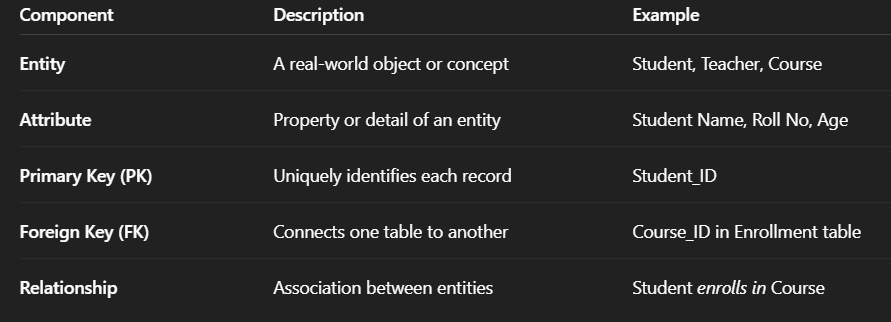 Component Description Example
Entity A real-world object or concept Student, Teacher, Course
Attribute Property or detail of an entity Student Name, Roll No, Age
Primary Key (PK) Uniquely identifies each record Student_ID
Foreign Key (FK) Connects one table to another Course_ID in Enrollment table
Relationship Association between entities Student enrolls in Course